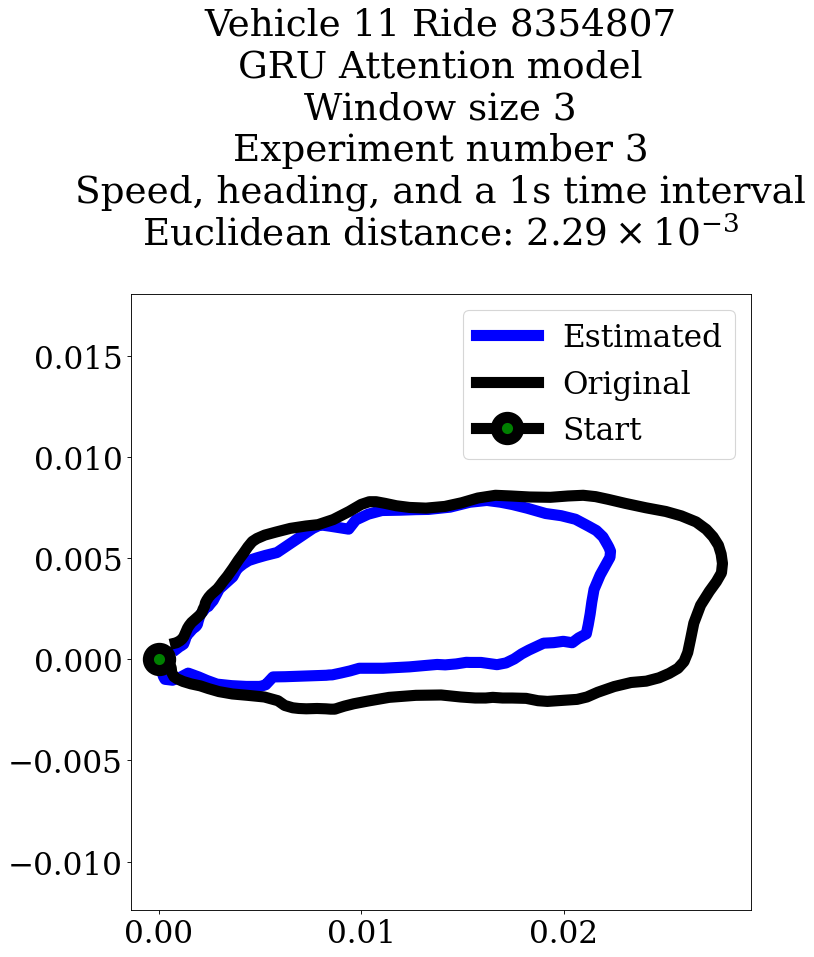 Vehicle 11 Ride 8354807
GRU Attention model
Window size 3
Experiment number 3
Speed, heading, and a 1s time interval
Euclidean distance: 2.29 × 10⁻³
Estimated
Original
Start
0.015
0.010
0.005
0.000
−0.005
−0.010
0.00 0.01 0.02